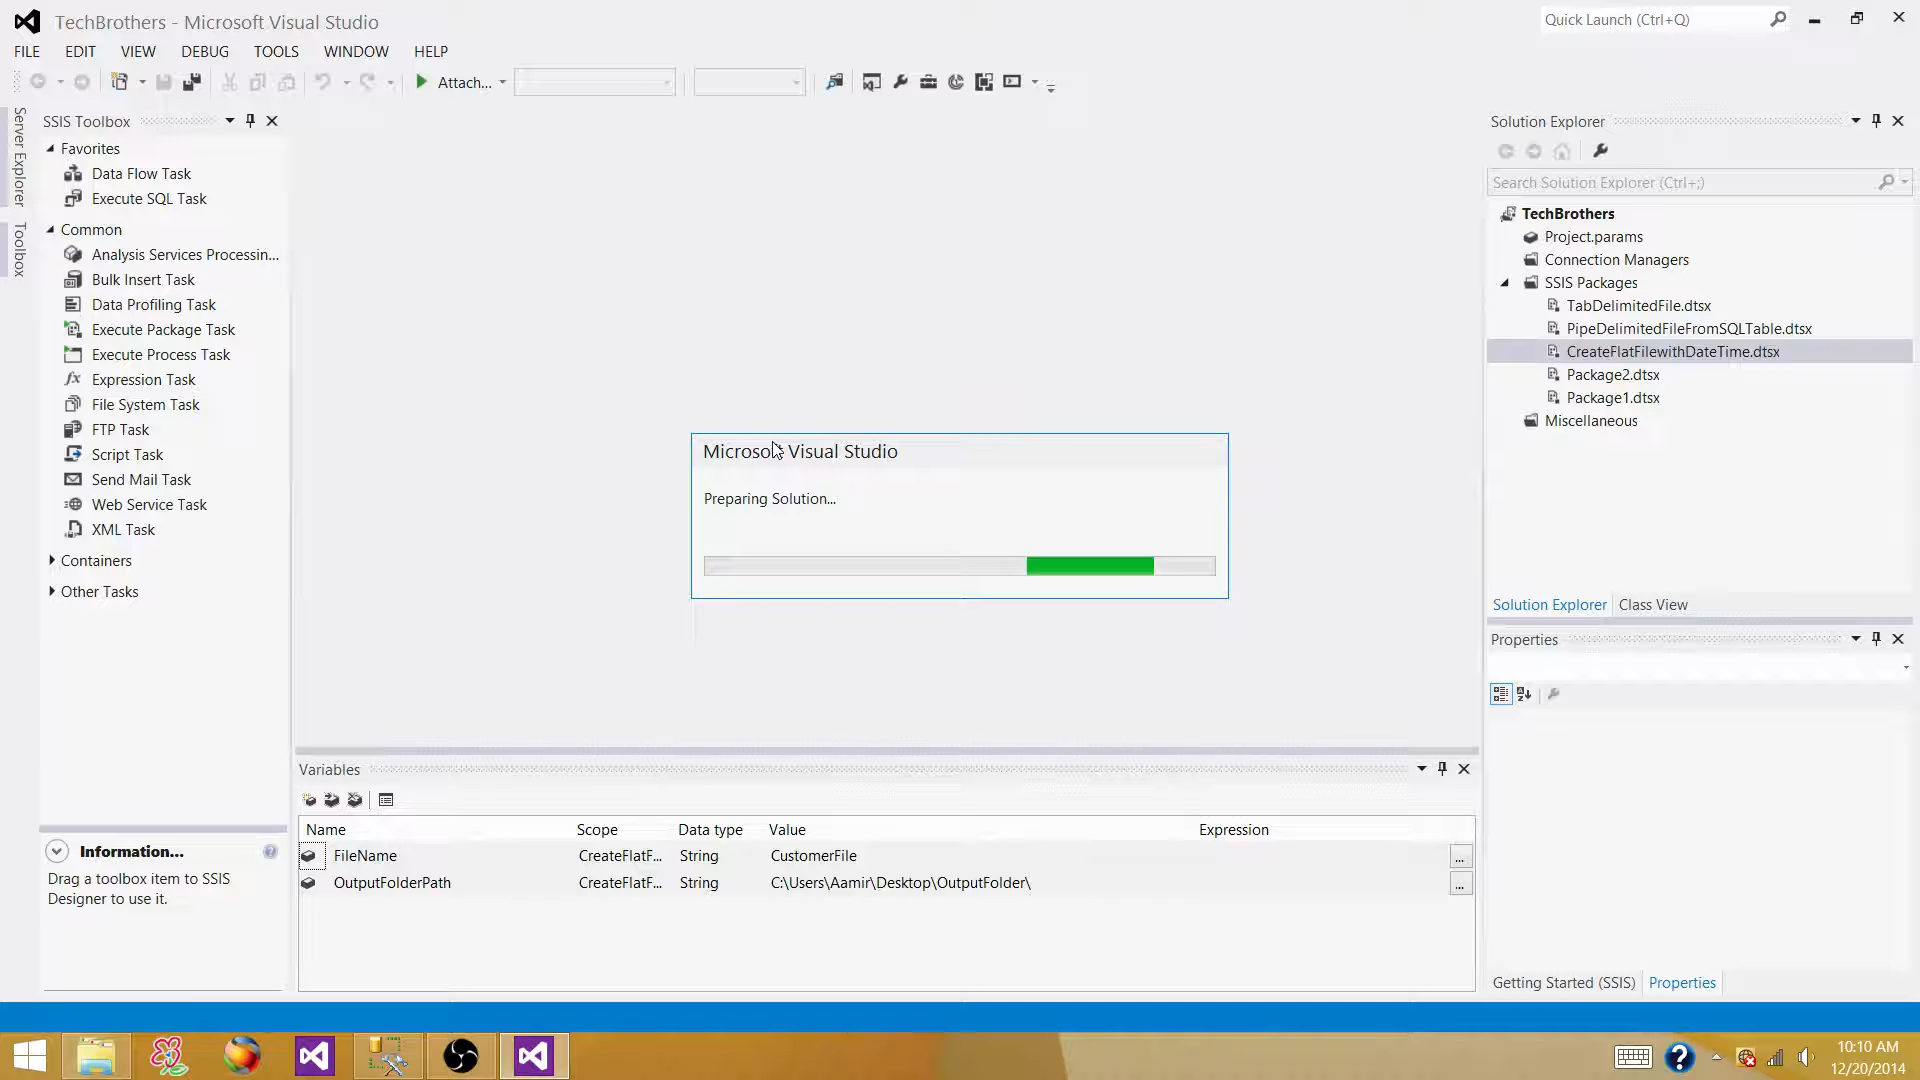 TechBrothers - Microsoft Visual Studio
Quick Launch (Ctrl+Q)
FILE EDIT VIEW DEBUG TOOLS WINDOW HELP
Attach...
Server Explorer
Toolbox
SSIS Toolbox
Favorites
Data Flow Task
Execute SQL Task
Common
Analysis Services Processin...
Bulk Insert Task
Data Profiling Task
Execute Package Task
Execute Process Task
Expression Task
File System Task
FTP Task
Script Task
Send Mail Task
Web Service Task
XML Task
Containers
Other Tasks
Information...
Drag a toolbox item to SSIS
Designer to use it.
Microsoft Visual Studio
Preparing Solution...
Variables
Name Scope Data type Value Expression
FileName CreateFlatF... String CustomerFile ...
OutputFolderPath CreateFlatF... String C:\Users\Aamir\Desktop\OutputFolder\ ...
Solution Explorer
Search Solution Explorer (Ctrl+;)
TechBrothers
Project.params
Connection Managers
SSIS Packages
TabDelimitedFile.dtsx
PipeDelimitedFileFromSQLTable.dtsx
CreateFlatFilewithDateTime.dtsx
Package2.dtsx
Package1.dtsx
Miscellaneous
Solution Explorer Class View
Properties
Getting Started (SSIS) Properties
10:10 AM
12/20/2014